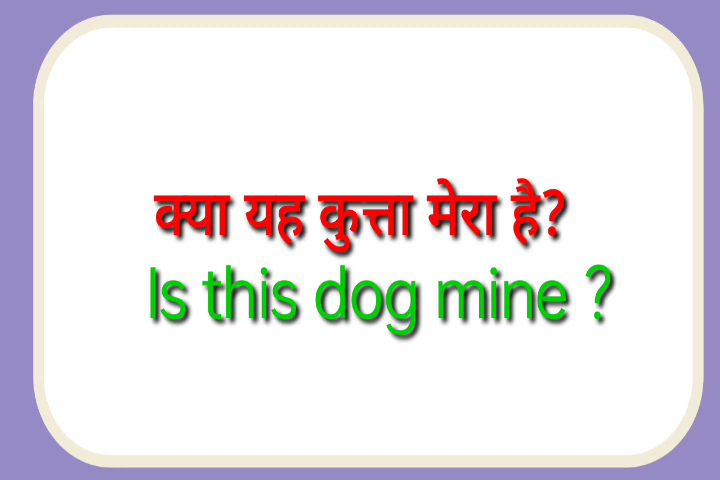 क्या यह कुत्ता मेरा है?
Is this dog mine ?